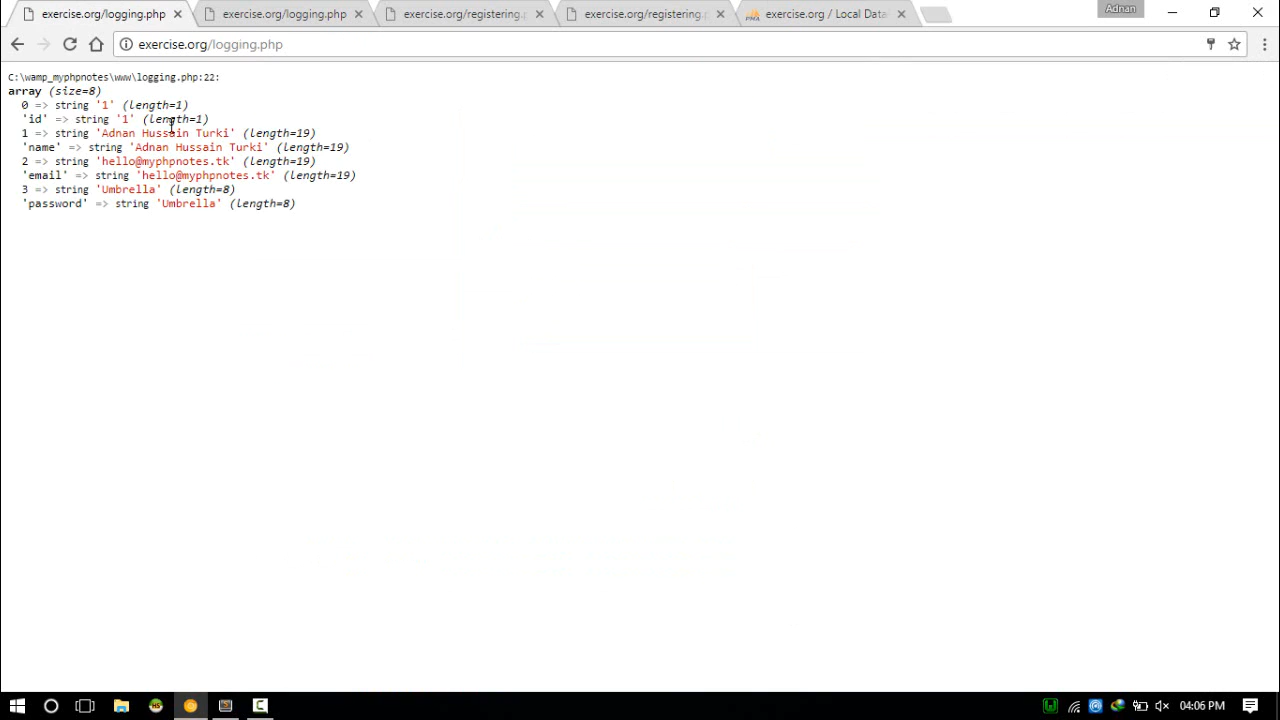 exercise.org/logging.php
exercise.org/logging.php
exercise.org/registering.
exercise.org/registering.
PMA exercise.org / Local Data
Adnan
exercise.org/logging.php
C:\wamp_myphpnotes\www\logging.php:22:
array (size=8)
0 => string '1' (length=1)
'id' => string '1' (length=1)
1 => string 'Adnan Hussain Turki' (length=19)
'name' => string 'Adnan Hussain Turki' (length=19)
2 => string 'hello@myphpnotes.tk' (length=19)
'email' => string 'hello@myphpnotes.tk' (length=19)
3 => string 'Umbrella' (length=8)
'password' => string 'Umbrella' (length=8)
04:06 PM